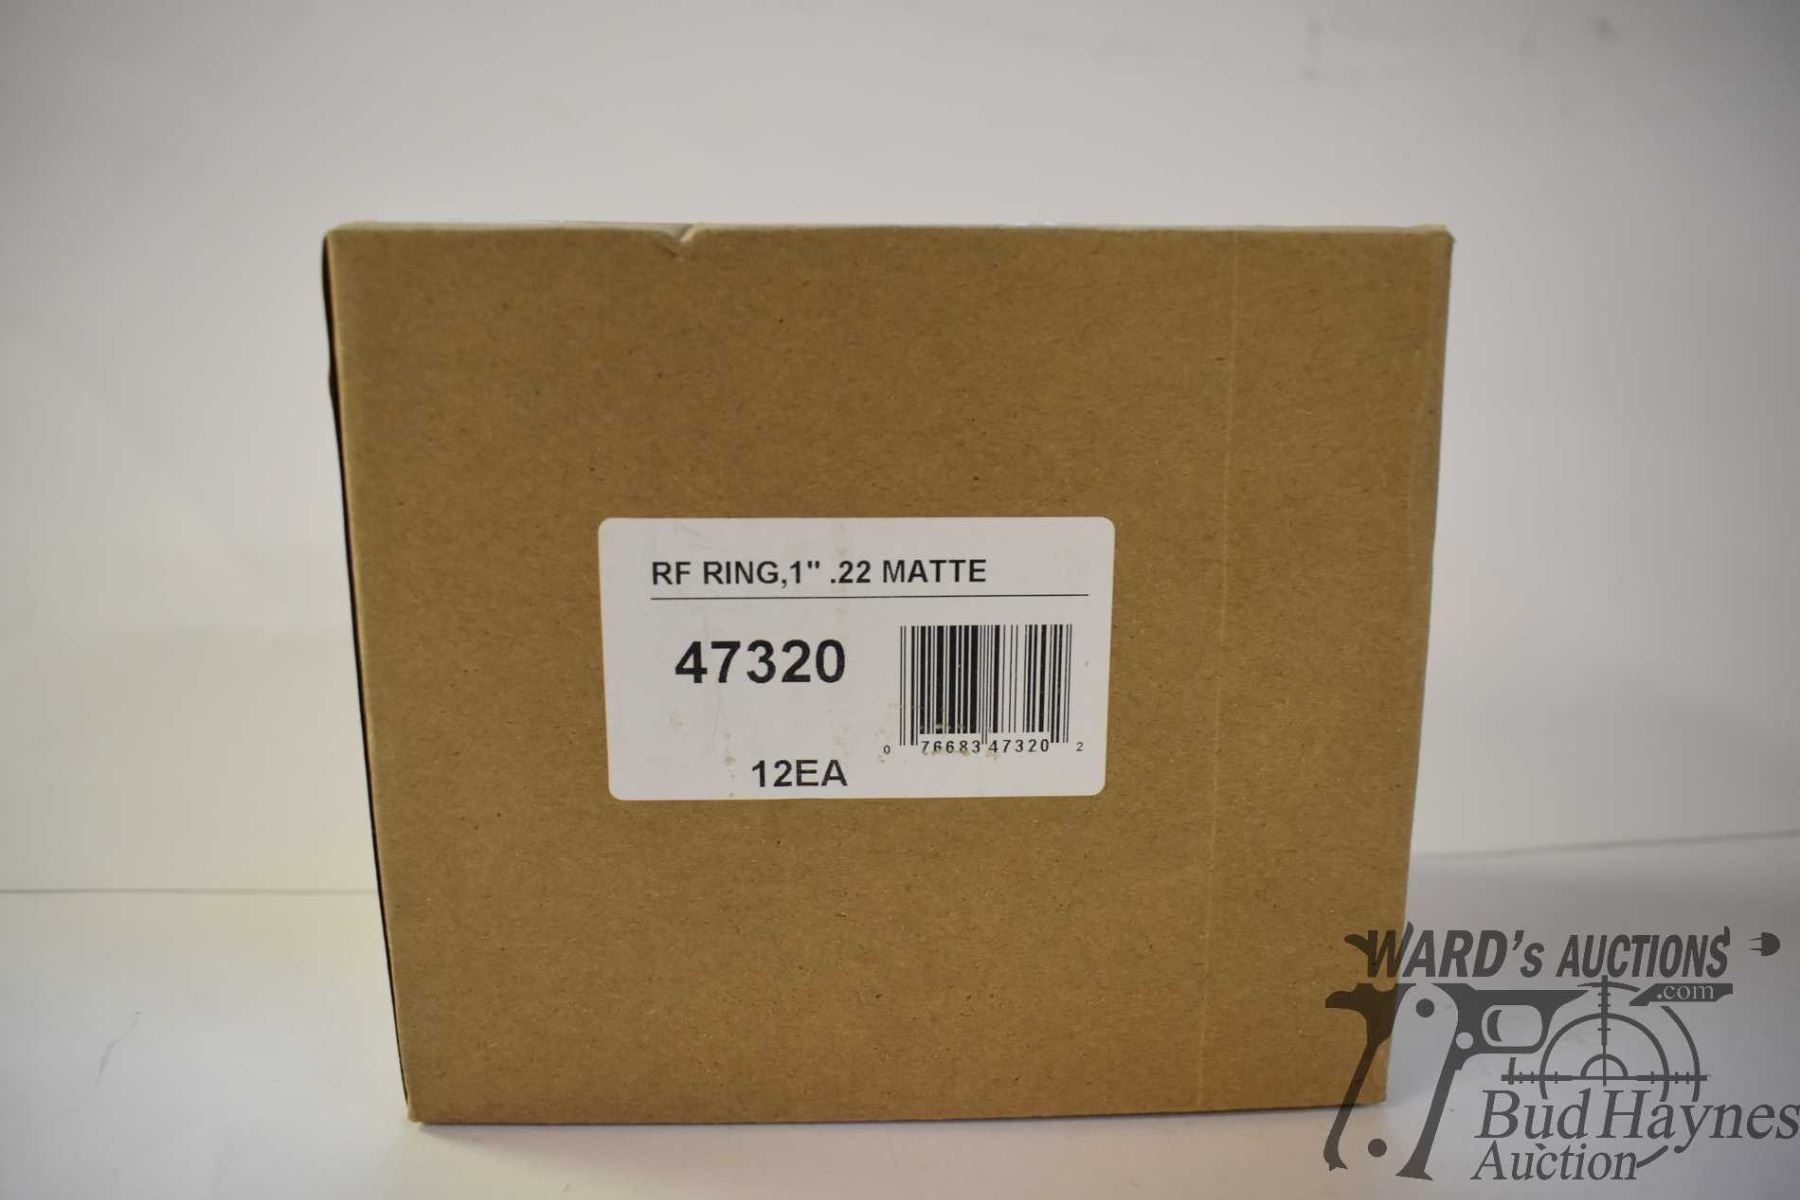 RF RING,1" .22 MATTE
47320
0 76683 47320 2
12EA
WARD's AUCTIONS
.com
Bud Haynes
Auction